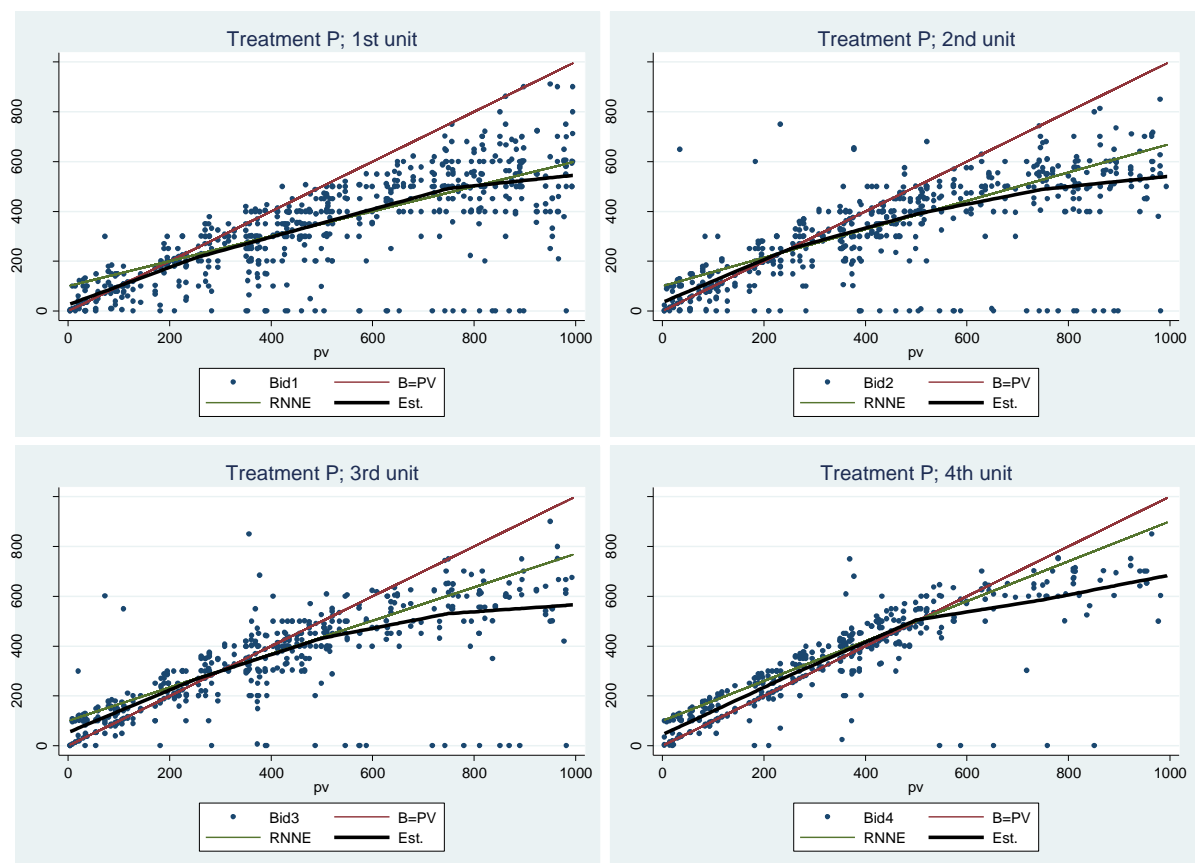 Treatment P; 1st unit
800
600
400
200
0
0 200 400 600 800 1000
pv
Bid1 B=PV
RNNE Est.
Treatment P; 2nd unit
800
600
400
200
0
0 200 400 600 800 1000
pv
Bid2 B=PV
RNNE Est.
Treatment P; 3rd unit
800
600
400
200
0
0 200 400 600 800 1000
pv
Bid3 B=PV
RNNE Est.
Treatment P; 4th unit
800
600
400
200
0
0 200 400 600 800 1000
pv
Bid4 B=PV
RNNE Est.